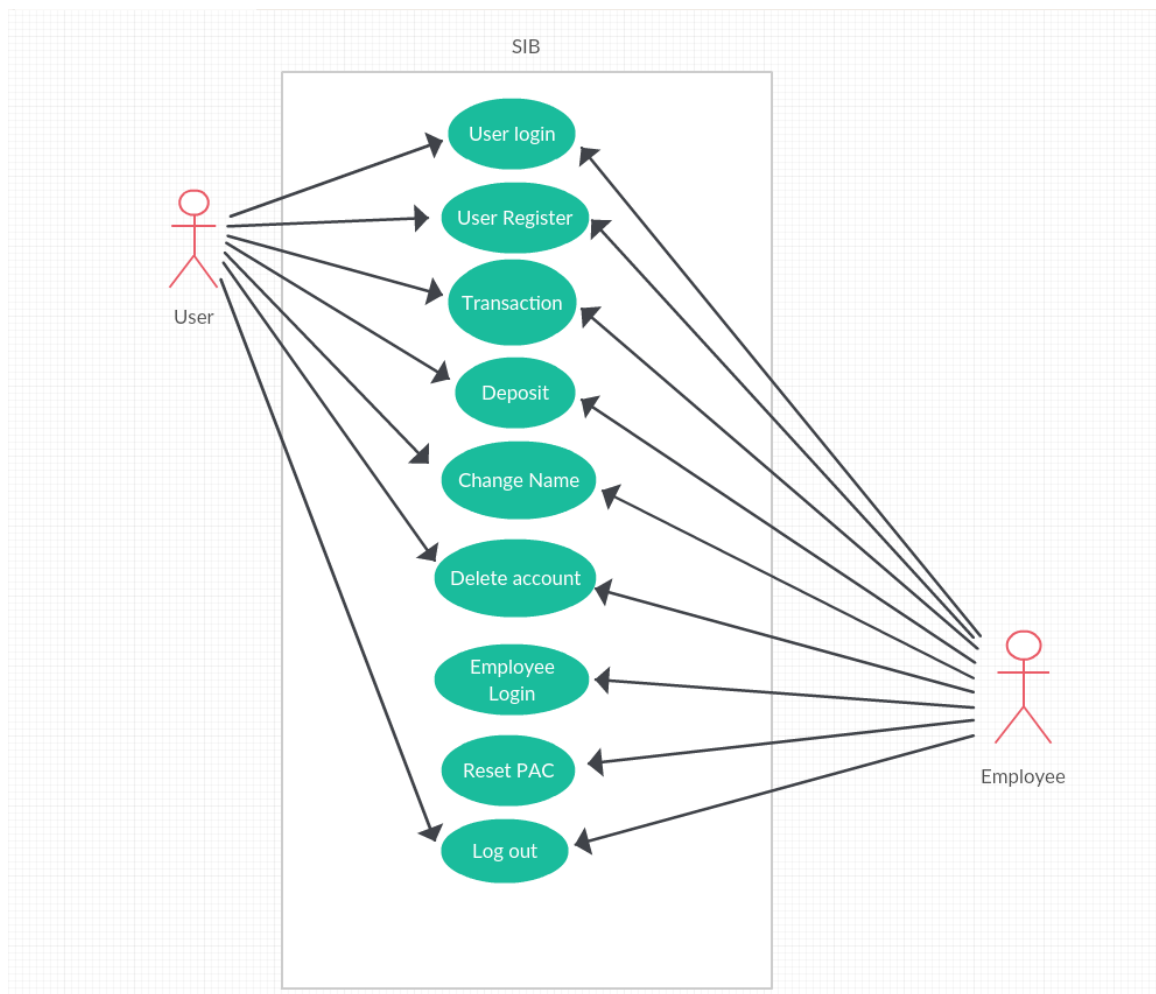 SIB
User login
User Register
Transaction
Deposit
Change Name
Delete account
Employee
Login
Reset PAC
Log out
User
Employee